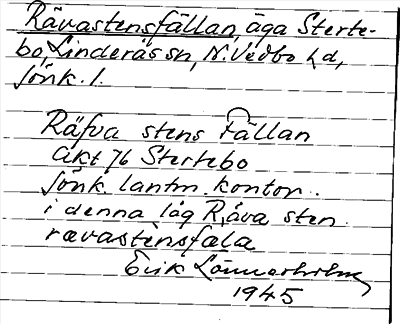 Rävastensfällan, äga Sterte-
bo, Linderås sn, N. Vedbo hd,
Jönk. l.
Räfva stens Fällan
akt 76 Stertebo
Jönk. lantm. kontor.
i denna låg Räva sten
rævastènsfæla
Erik Lönnerholm
1945